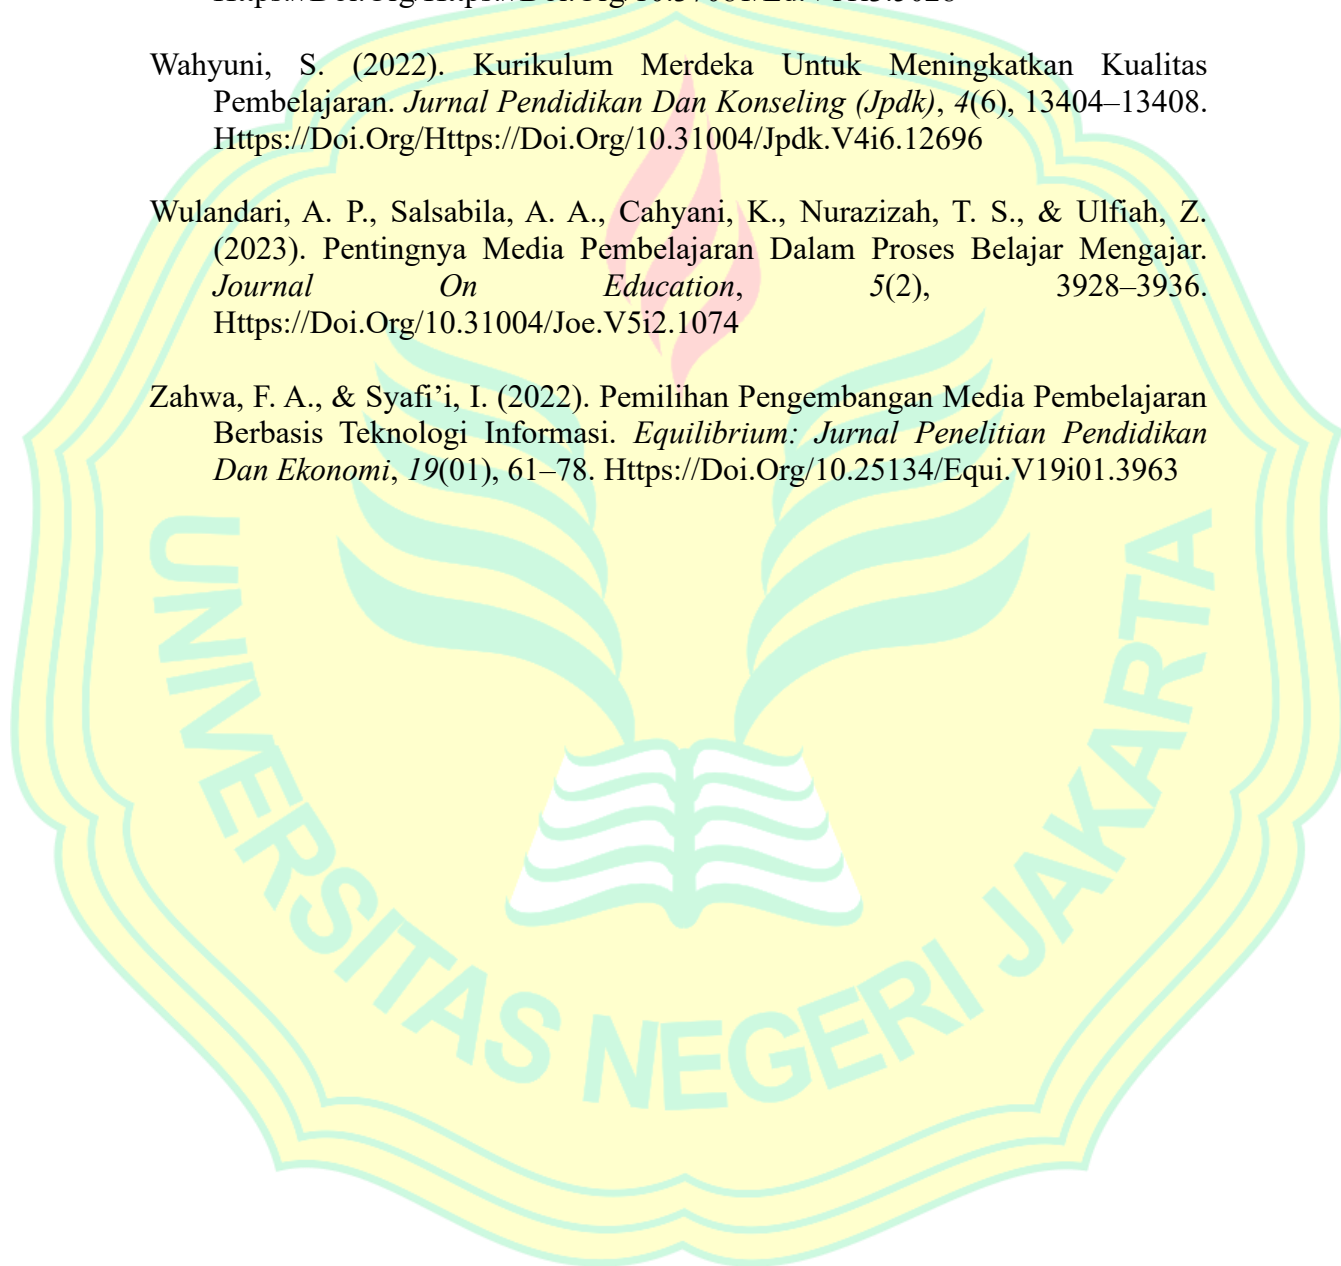 Wahyuni, S. (2022). Kurikulum Merdeka Untuk Meningkatkan Kualitas
Pembelajaran. Jurnal Pendidikan Dan Konseling (Jpdk), 4(6), 13404–13408.
Https://Doi.Org/Https://Doi.Org/10.31004/Jpdk.V4i6.12696
Wulandari, A. P., Salsabila, A. A., Cahyani, K., Nurazizah, T. S., & Ulfiah, Z.
(2023). Pentingnya Media Pembelajaran Dalam Proses Belajar Mengajar.
Journal On Education, 5(2), 3928–3936.
Https://Doi.Org/10.31004/Joe.V5i2.1074
Zahwa, F. A., & Syafi’i, I. (2022). Pemilihan Pengembangan Media Pembelajaran
Berbasis Teknologi Informasi. Equilibrium: Jurnal Penelitian Pendidikan
Dan Ekonomi, 19(01), 61–78. Https://Doi.Org/10.25134/Equi.V19i01.3963
UNIVERSITAS NEGERI JAKARTA